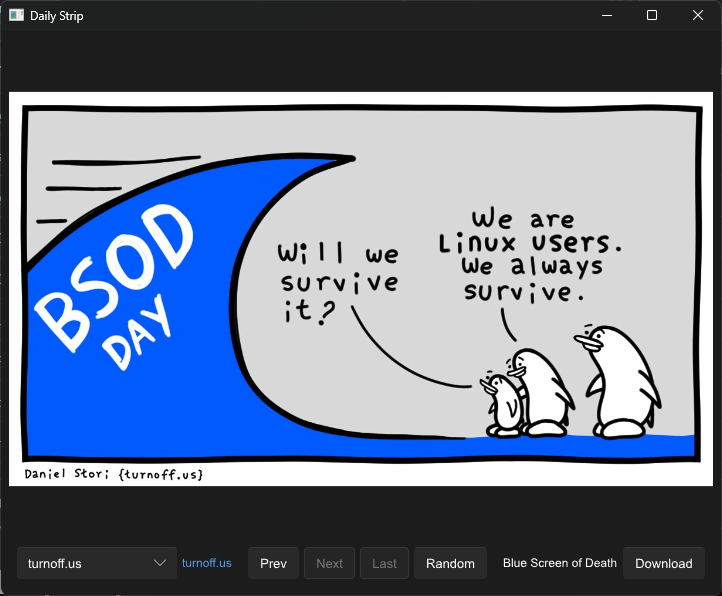 Daily Strip
BSOD
DAY
Will we
survive
it?
We are
Linux users.
We always
survive.
Daniel Stori {turnoff.us}
turnoff.us
turnoff.us
Prev
Next
Last
Random
Blue Screen of Death
Download